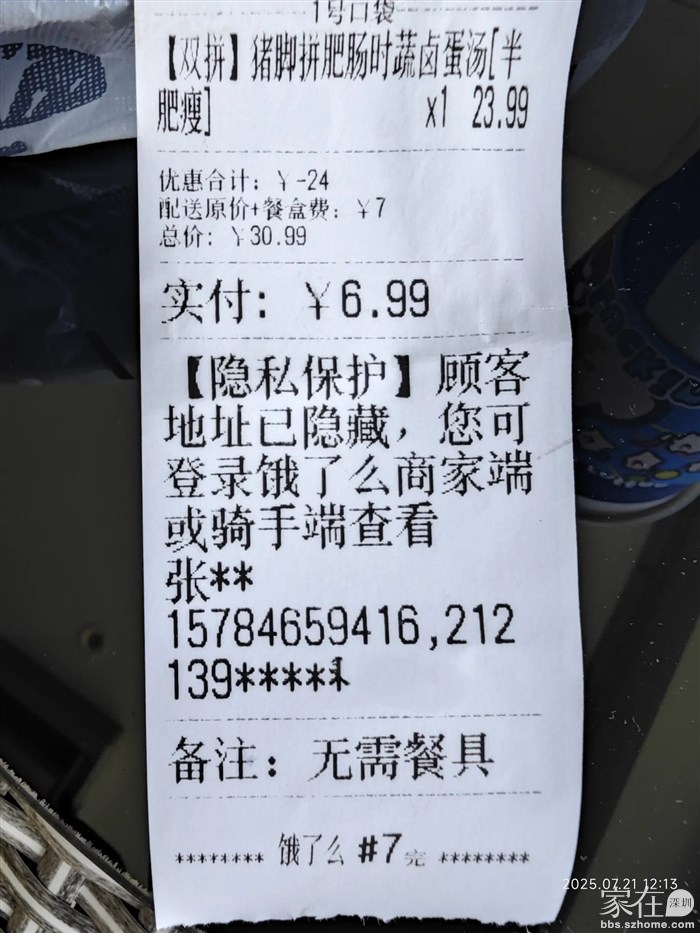 1号口袋
【双拼】猪脚拼肥肠时蔬卤蛋汤[半
肥瘦]
x1 23.99
优惠合计: ￥-24
配送原价+餐盒费: ￥7
总价: ￥30.99
实付: ￥6.99
【隐私保护】顾客
地址已隐藏，您可
登录饿了么商家端
或骑手端查看
张**
15784659416,212
139*****
备注: 无需餐具
******** 饿了么 #7 完 ********
2025.07.21 12:13
家在 深圳
bbs.szhome.com